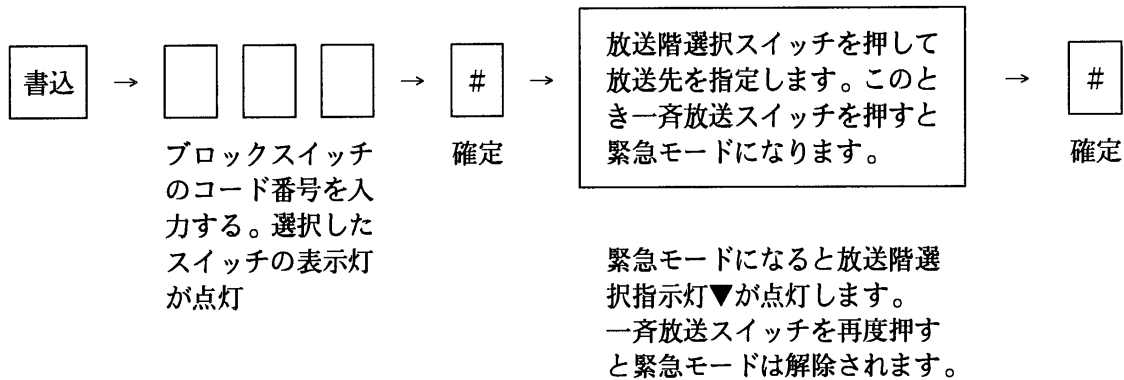 書込 → → # → 放送階選択スイッチを押して
放送先を指定します。このと
き一斉放送スイッチを押すと
緊急モードになります。
→ #
ブロックスイッチ
のコード番号を入
力する。選択した
スイッチの表示灯
が点灯
確定
確定
緊急モードになると放送階選
択指示灯▼が点灯します。
一斉放送スイッチを再度押す
と緊急モードは解除されます。